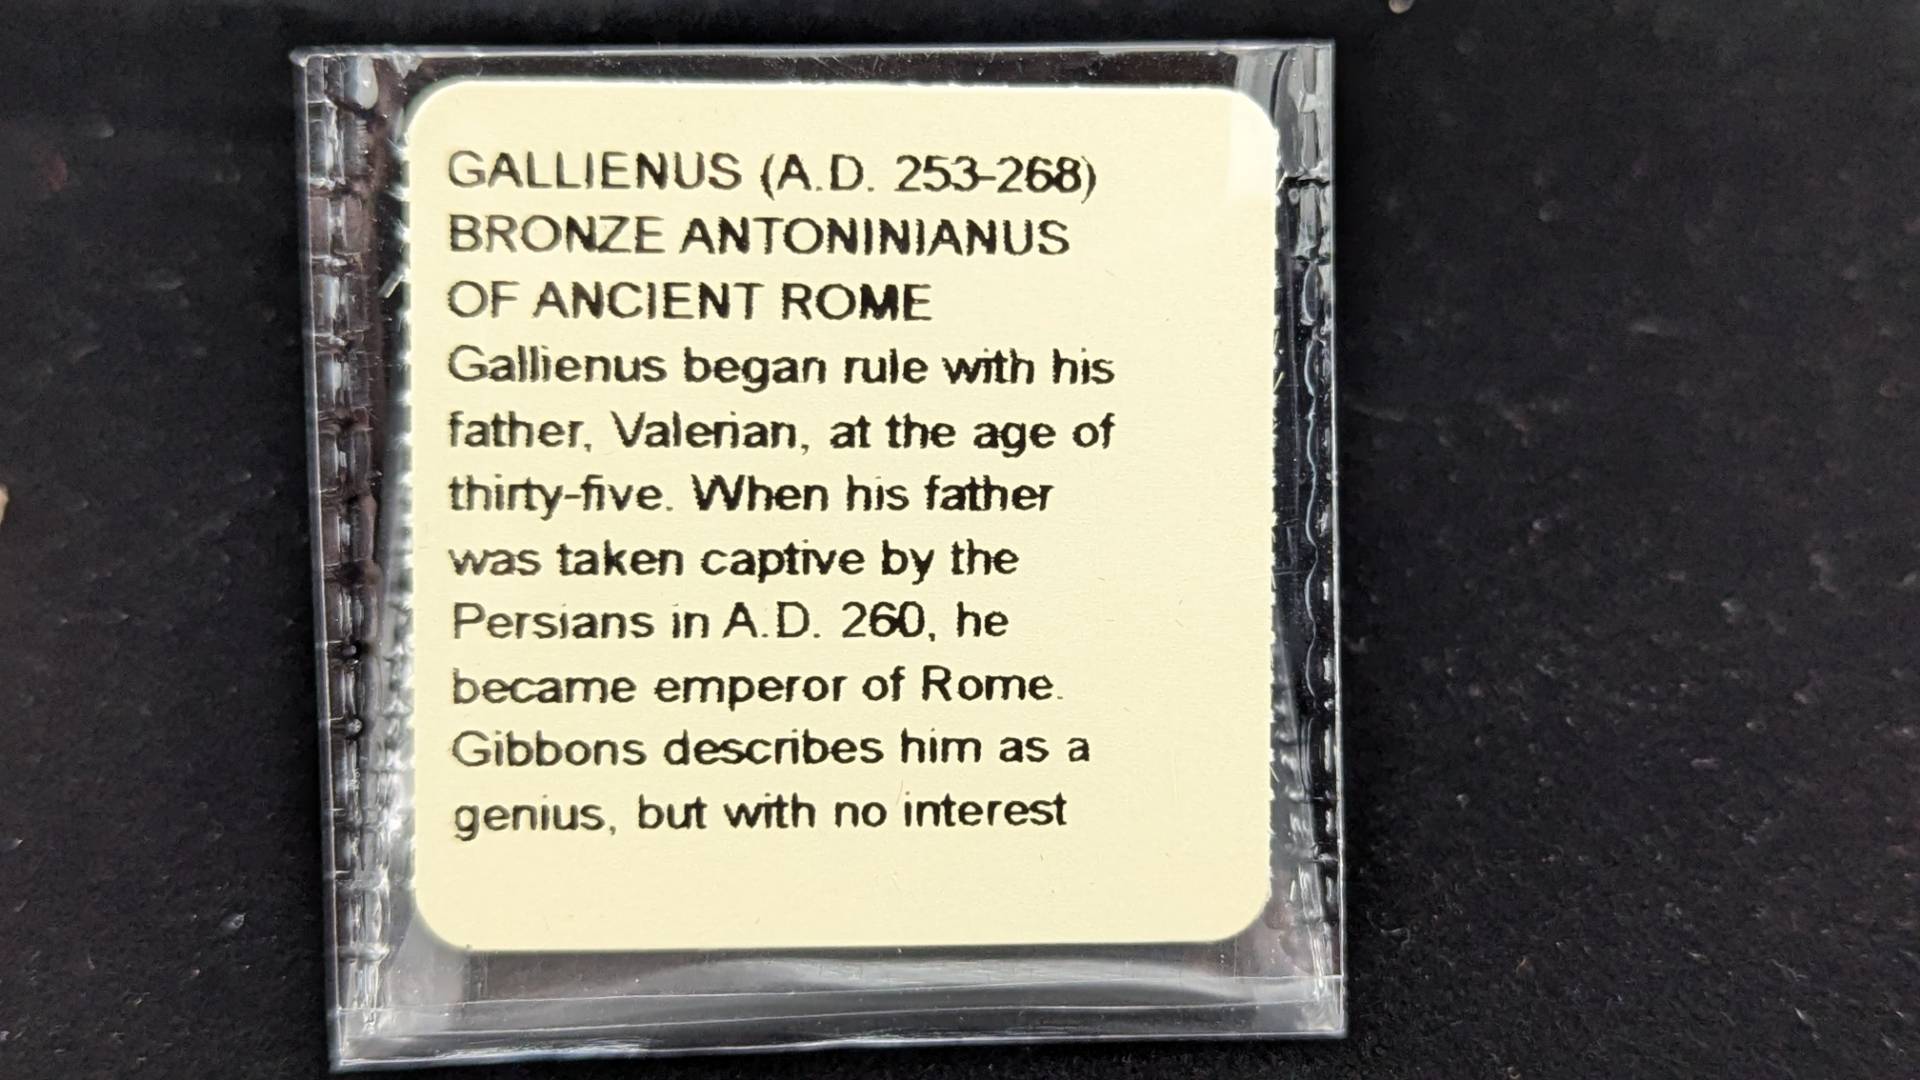 GALLIENUS (A.D. 253-268)
BRONZE ANTONINIANUS
OF ANCIENT ROME
Gallienus began rule with his
father, Valerian, at the age of
thirty-five. When his father
was taken captive by the
Persians in A.D. 260, he
became emperor of Rome.
Gibbons describes him as a
genius, but with no interest